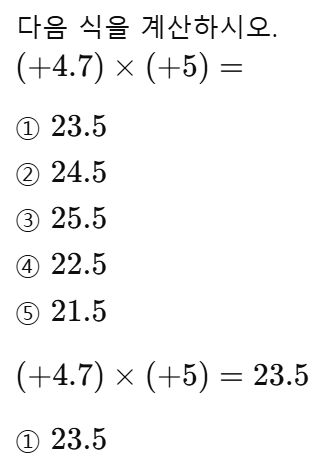 다음 식을 계산하시오.
(+4.7) × (+5) =
① 23.5
② 24.5
③ 25.5
④ 22.5
⑤ 21.5
(+4.7) × (+5) = 23.5
① 23.5